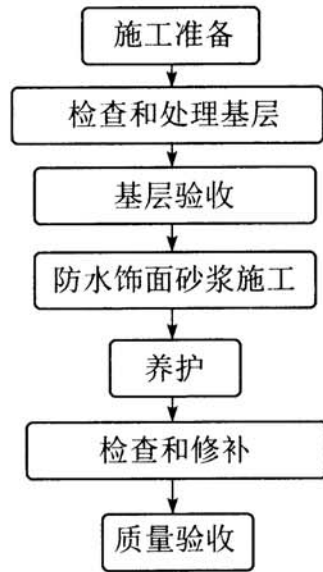 施工准备
检查和处理基层
基层验收
防水饰面砂浆施工
养护
检查和修补
质量验收